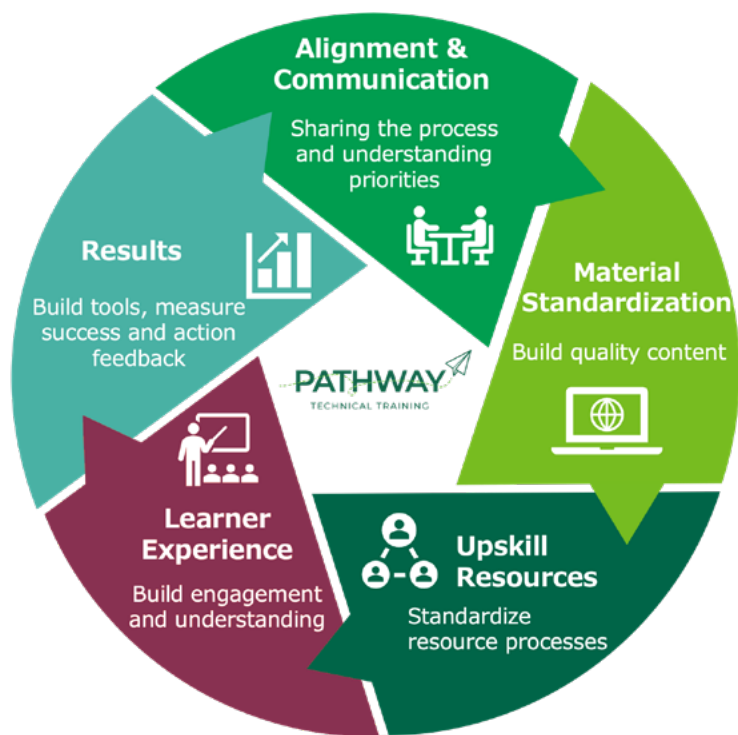 Alignment &
Communication
Sharing the process
and understanding
priorities
Material
Standardization
Build quality content
Upskill
Resources
Standardize
resource processes
Learner
Experience
Build engagement
and understanding
Results
Build tools, measure
success and action
feedback
PATHWAY
TECHNICAL TRAINING